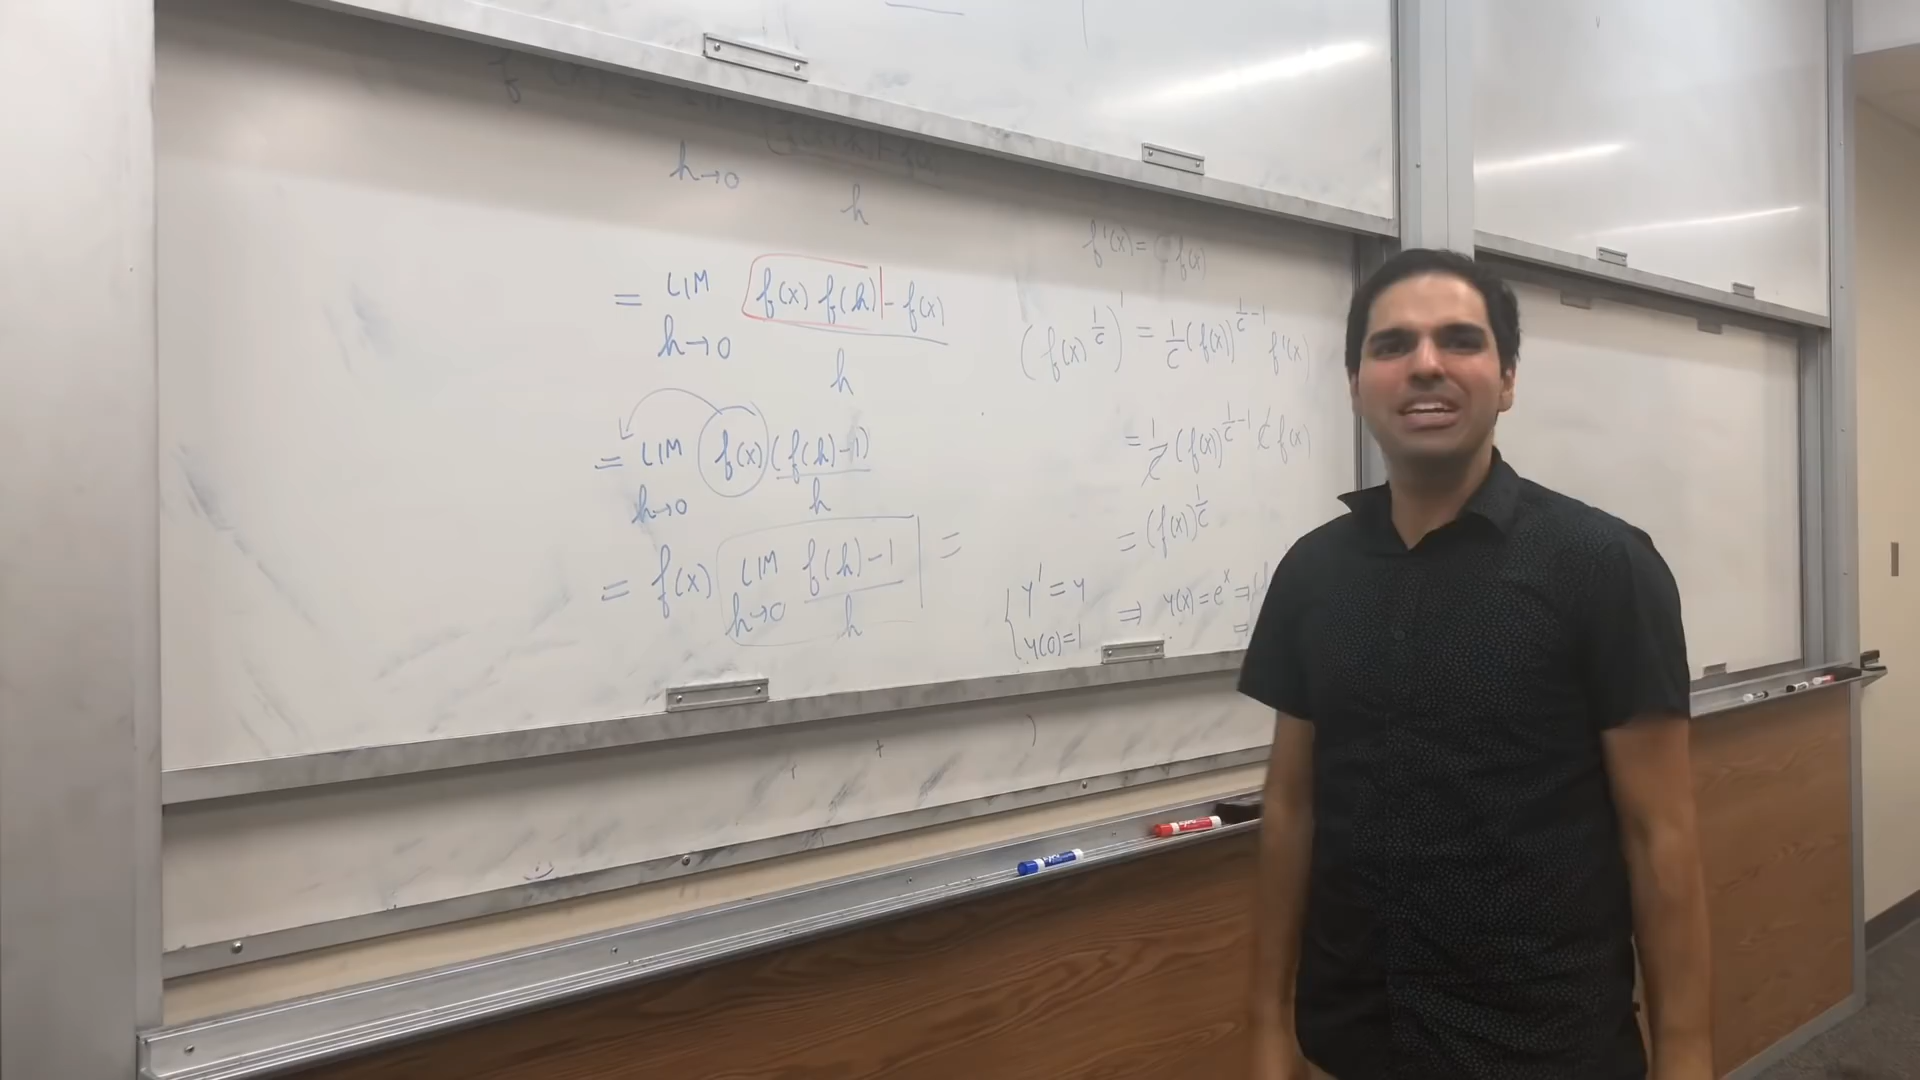 h→0
h
= LIM f(x) f(h) - f(x)
h→0 h
= LIM f(x) (f(h)-1)
h→0 h
= f(x) LIM f(h)-1 =
h→0 h
f'(x) = C f(x)
(f(x)^{1/c})' = 1/c (f(x))^{1/c - 1} f'(x)
= 1/c (f(x))^{1/c - 1} c f(x)
= (f(x))^{1/c}
{ y' = y
y(0)=1 ⇒ y(x) = e^x ⇒
⇒